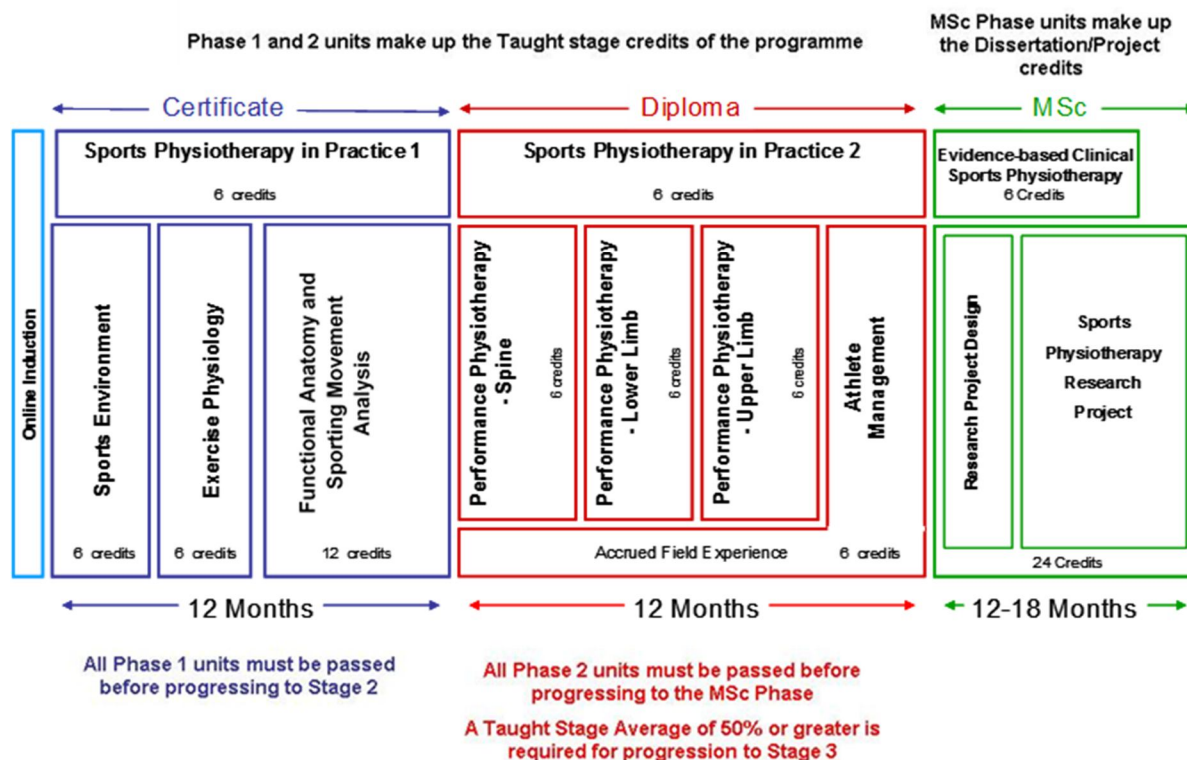 Phase 1 and 2 units make up the Taught stage credits of the programme
MSc Phase units make up
the Dissertation/Project
credits
Certificate
Diploma
MSc
Online Induction
Sports Physiotherapy in Practice 1
6 credits
Sports Environment
6 credits
Exercise Physiology
6 credits
Functional Anatomy and
Sporting Movement
Analysis
12 credits
Sports Physiotherapy in Practice 2
6 credits
Performance Physiotherapy
- Spine
6 credits
Performance Physiotherapy
- Lower Limb
6 credits
Performance Physiotherapy
- Upper Limb
6 credits
Athlete
Management
Accrued Field Experience
6 credits
Evidence-based Clinical
Sports Physiotherapy
6 Credits
Research Project Design
Sports
Physiotherapy
Research
Project
24 Credits
12 Months
12 Months
12-18 Months
All Phase 1 units must be passed
before progressing to Stage 2
All Phase 2 units must be passed before
progressing to the MSc Phase
A Taught Stage Average of 50% or greater is
required for progression to Stage 3